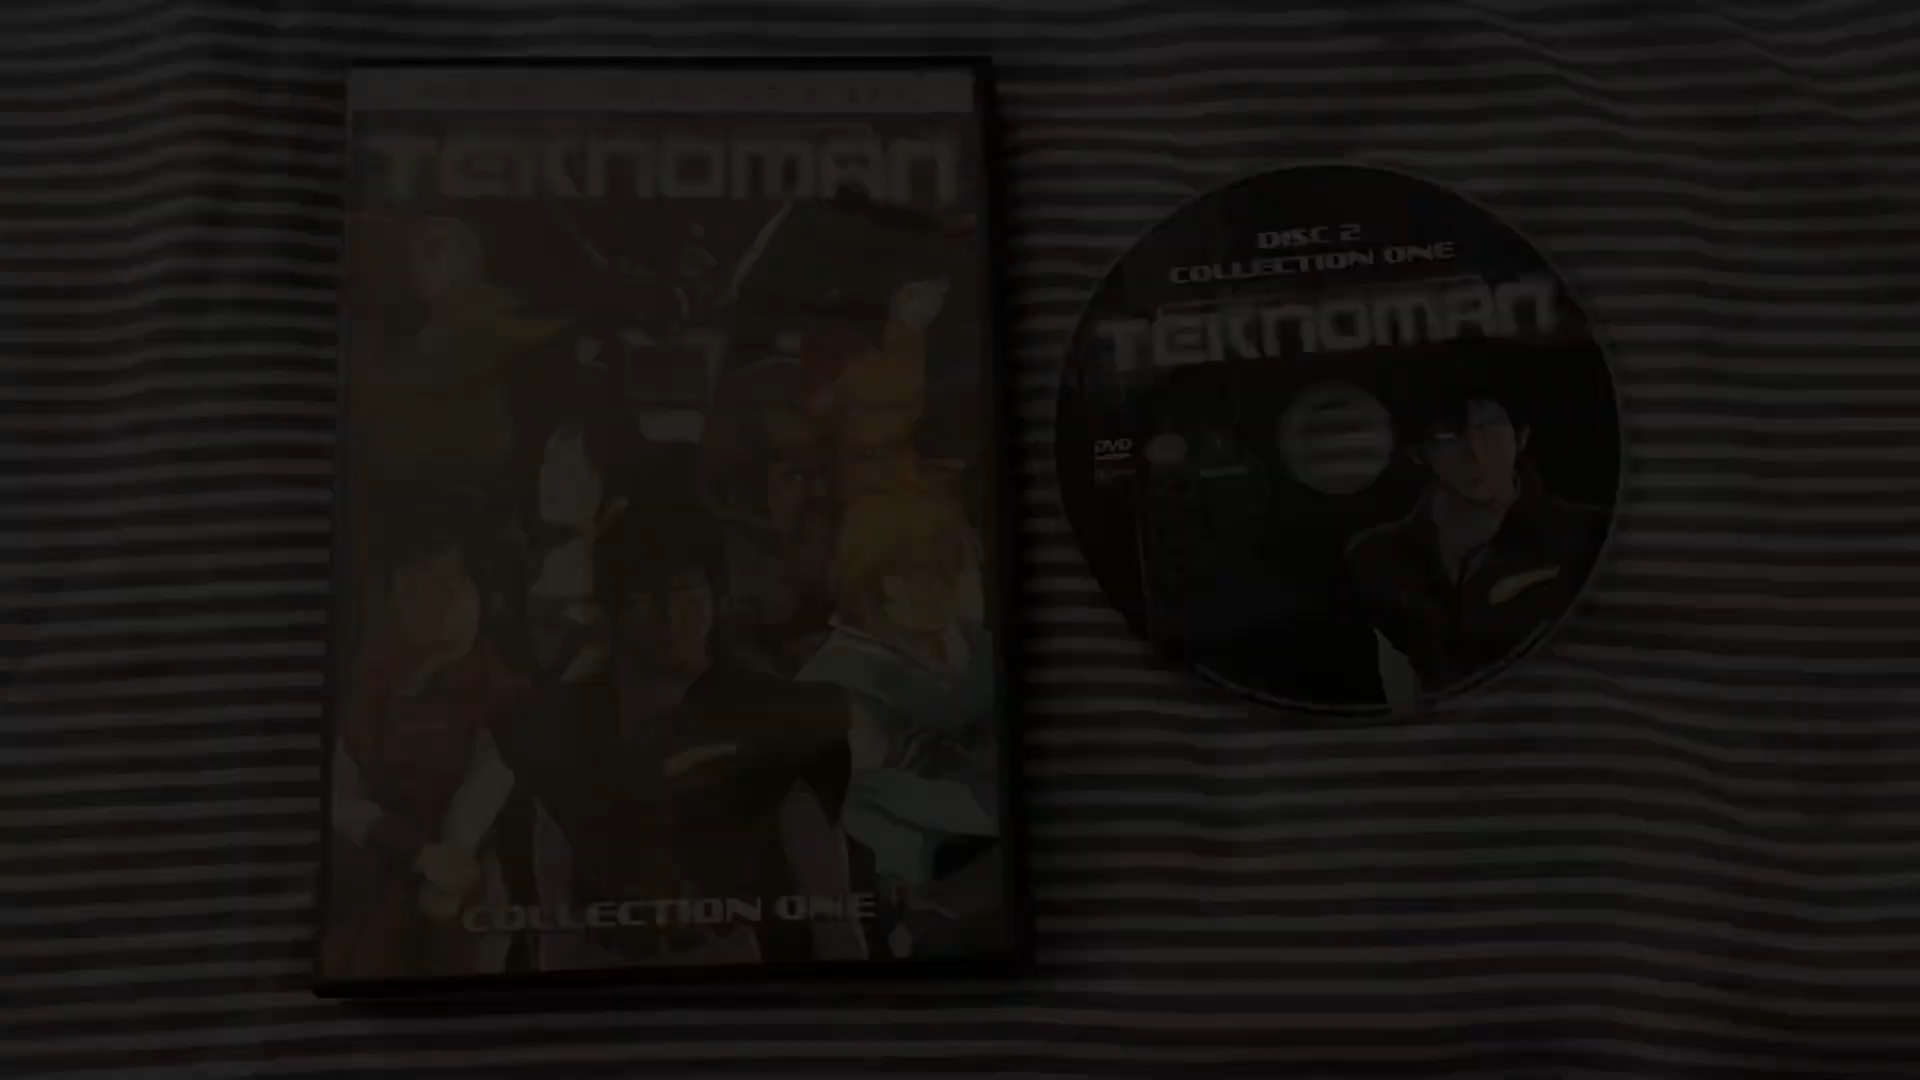 TEKNOMAN
COLLECTION ONE
DISC 2
COLLECTION ONE
TEKNOMAN
DVD